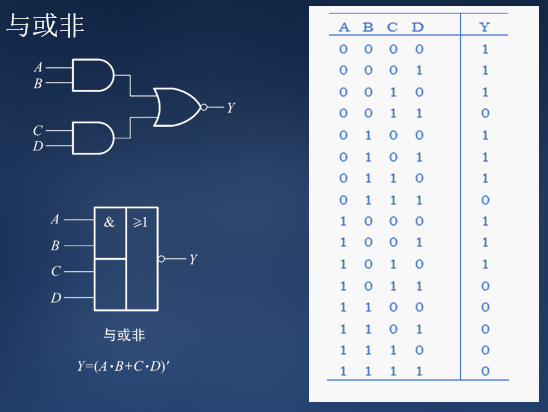 与或非
A
B
C
D
Y
A
B
C
D
& ≥1
Y
与或非
Y=(A·B+C·D)′
A B C D Y
0 0 0 0 1
0 0 0 1 1
0 0 1 0 1
0 0 1 1 0
0 1 0 0 1
0 1 0 1 1
0 1 1 0 1
0 1 1 1 0
1 0 0 0 1
1 0 0 1 1
1 0 1 0 1
1 0 1 1 0
1 1 0 0 0
1 1 0 1 0
1 1 1 0 0
1 1 1 1 0